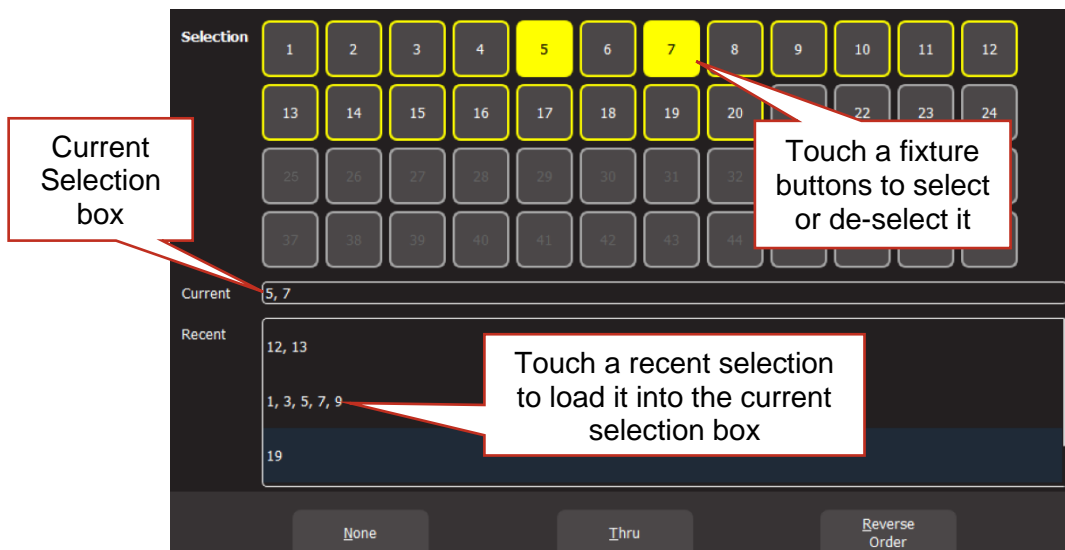 Selection
1 2 3 4 5 6 7 8 9 10 11 12
13 14 15 16 17 18 19 20 22 23 24
25 26 27 28 29 30 31 32
37 38 39 40 41 42 43 44
Current
Selection
box
Touch a fixture
buttons to select
or de-select it
Current 5, 7
Recent
12, 13
1, 3, 5, 7, 9
19
Touch a recent selection
to load it into the current
selection box
None Thru Reverse
Order